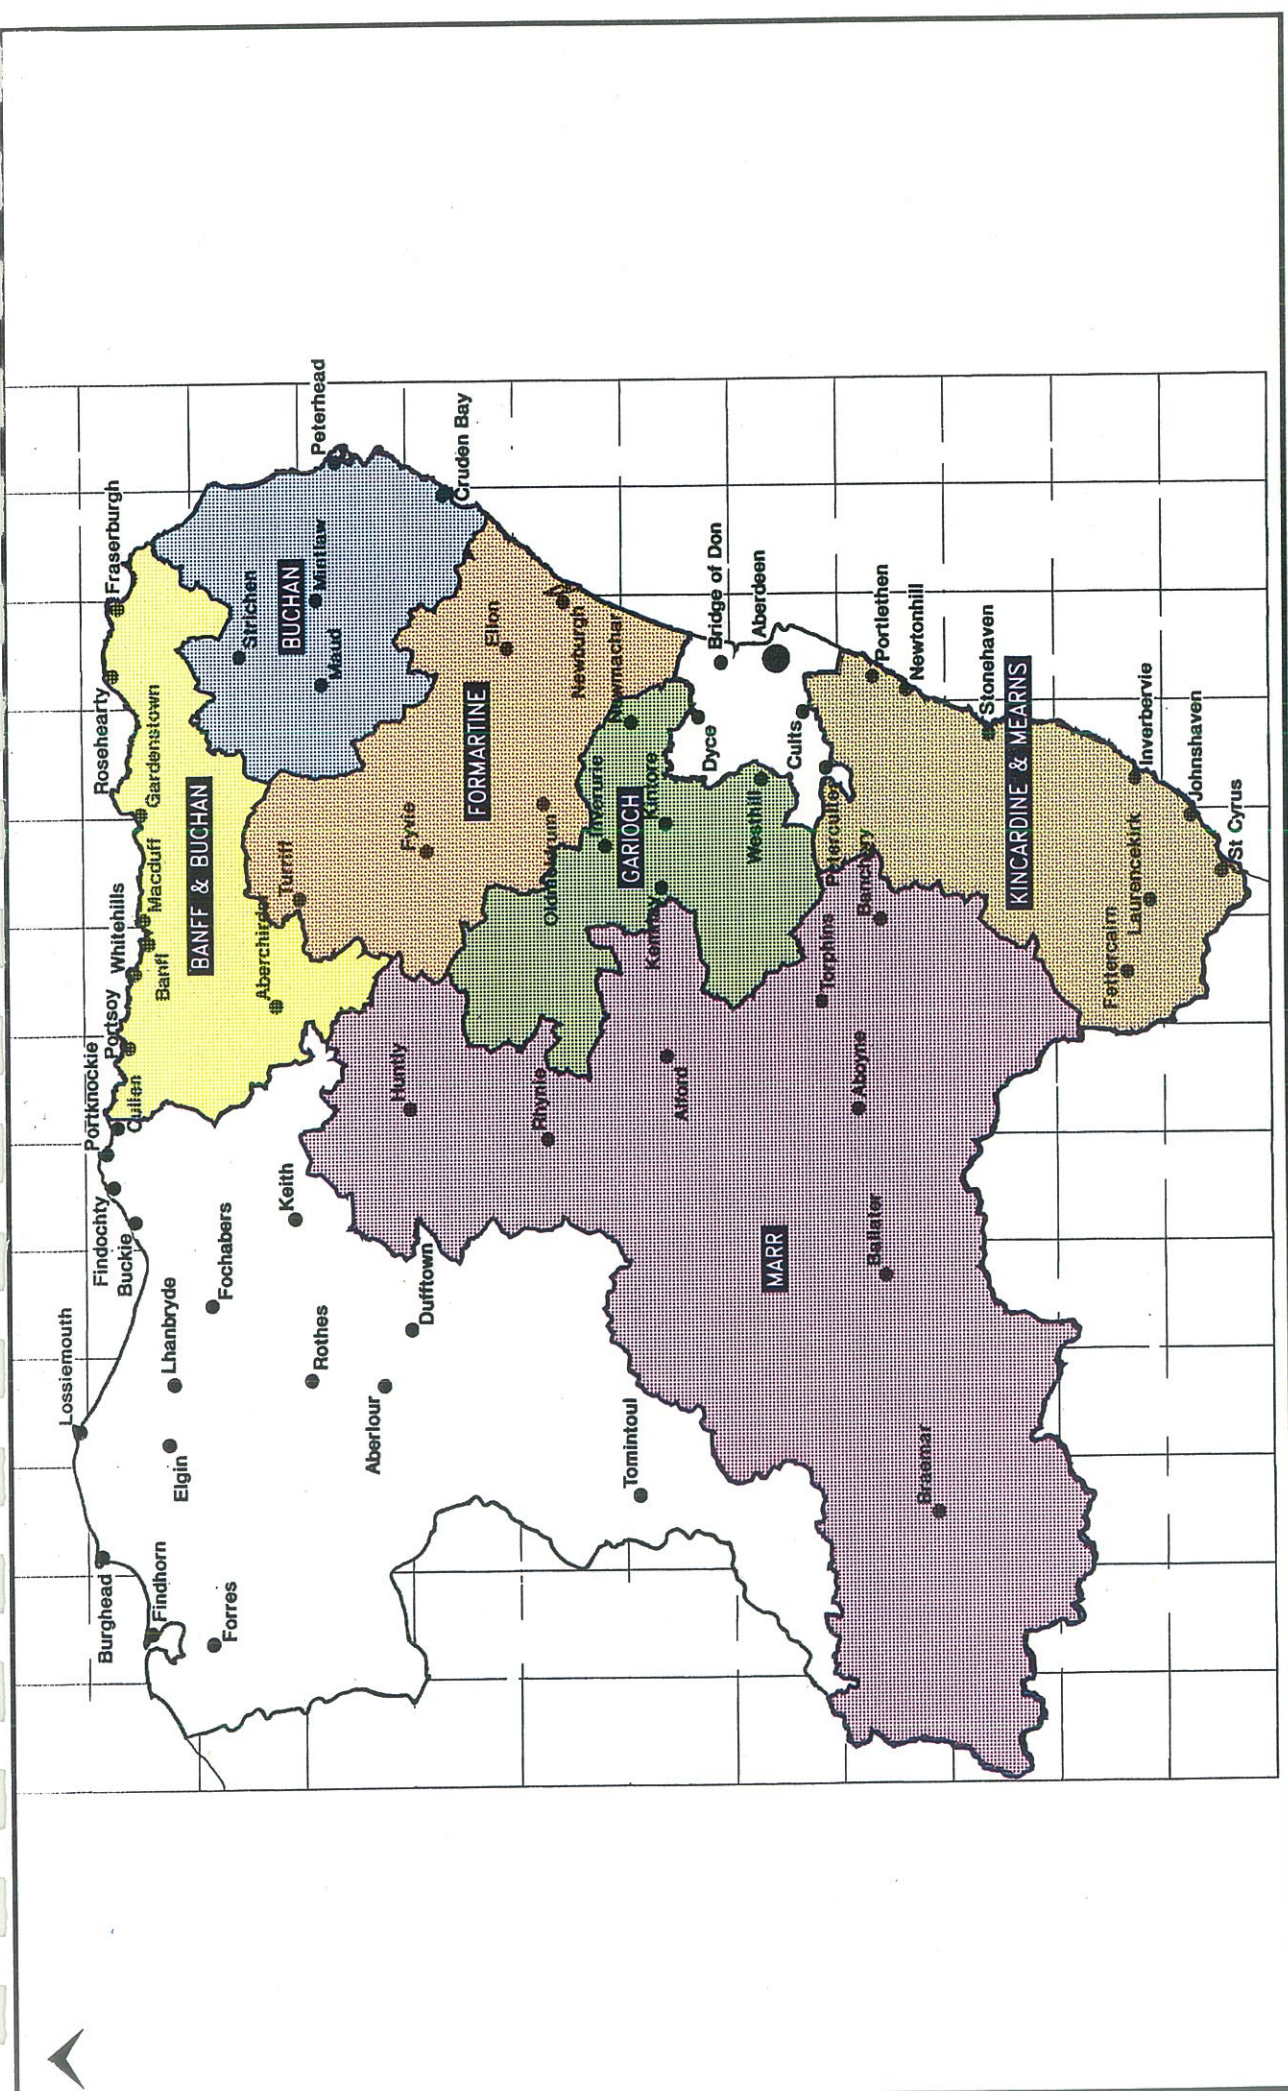 Lossiemouth
Burghead
Findhorn
Forres
Elgin
Lhanbryde
Fochabers
Buckie
Findochty
Portknockie
Cullen
Portsoy
Whitehills
Banff
Macduff
Gardenstown
Rosehearty
Fraserburgh
Keith
Rothes
Aberlour
Dufftown
Tomintoul
BANFF & BUCHAN
Aberchirder
Turriff
Strichen
BUCHAN
Mintlaw
Maud
Peterhead
Cruden Bay
Huntly
Fyvie
FORMARTINE
Ellon
Newburgh
Rhynie
Oldmeldrum
Inverurie
Newmachar
GARIOCH
Kintore
Kemnay
Alford
Dyce
Bridge of Don
Westhill
Aberdeen
Cults
MARR
Torphins
Peterculter
Banchory
Aboyne
Ballater
Braemar
Portlethen
Newtonhill
Stonehaven
KINCARDINE & MEARNS
Fettercairn
Laurencekirk
Inverbervie
Johnshaven
St Cyrus